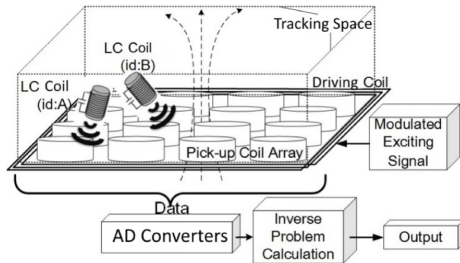 Tracking Space
LC Coil
(id:B)
LC Coil
(id:A)
Driving Coil
Pick-up Coil Array
Modulated
Exciting
Signal
Data
AD Converters
Inverse
Problem
Calculation
Output